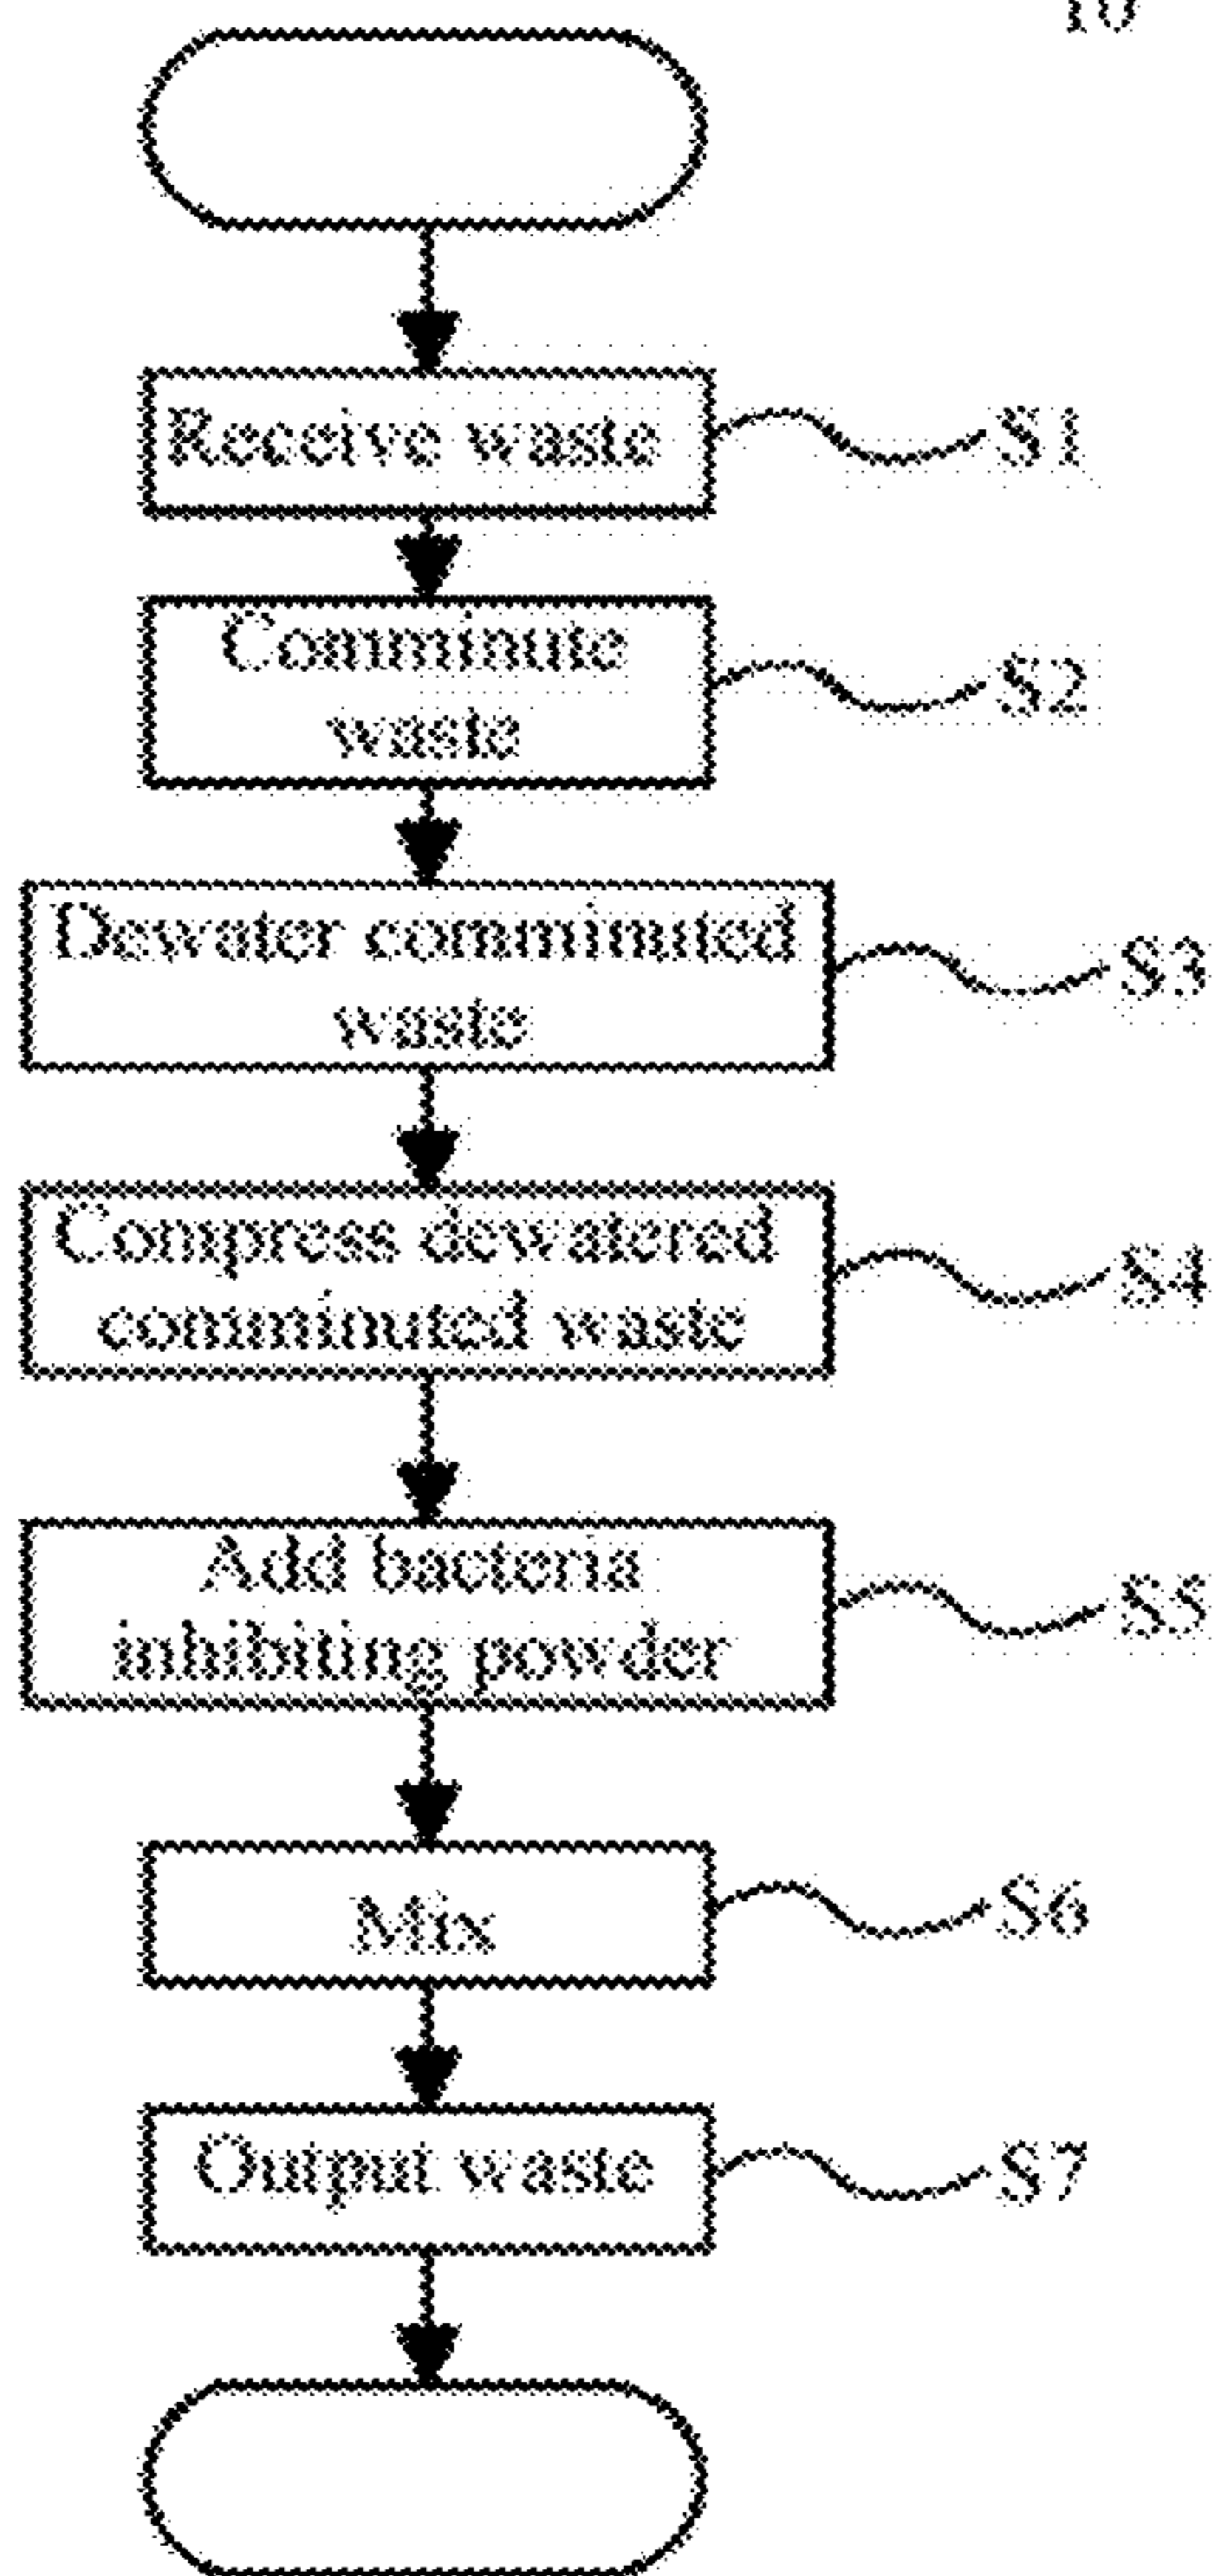 10
Receive waste
S1
Comminute
waste
S2
Dewater comminuted
waste
S3
Compress dewatered
comminuted waste
S4
Add bacteria
inhibiting powder
S5
Mix
S6
Output waste
S7